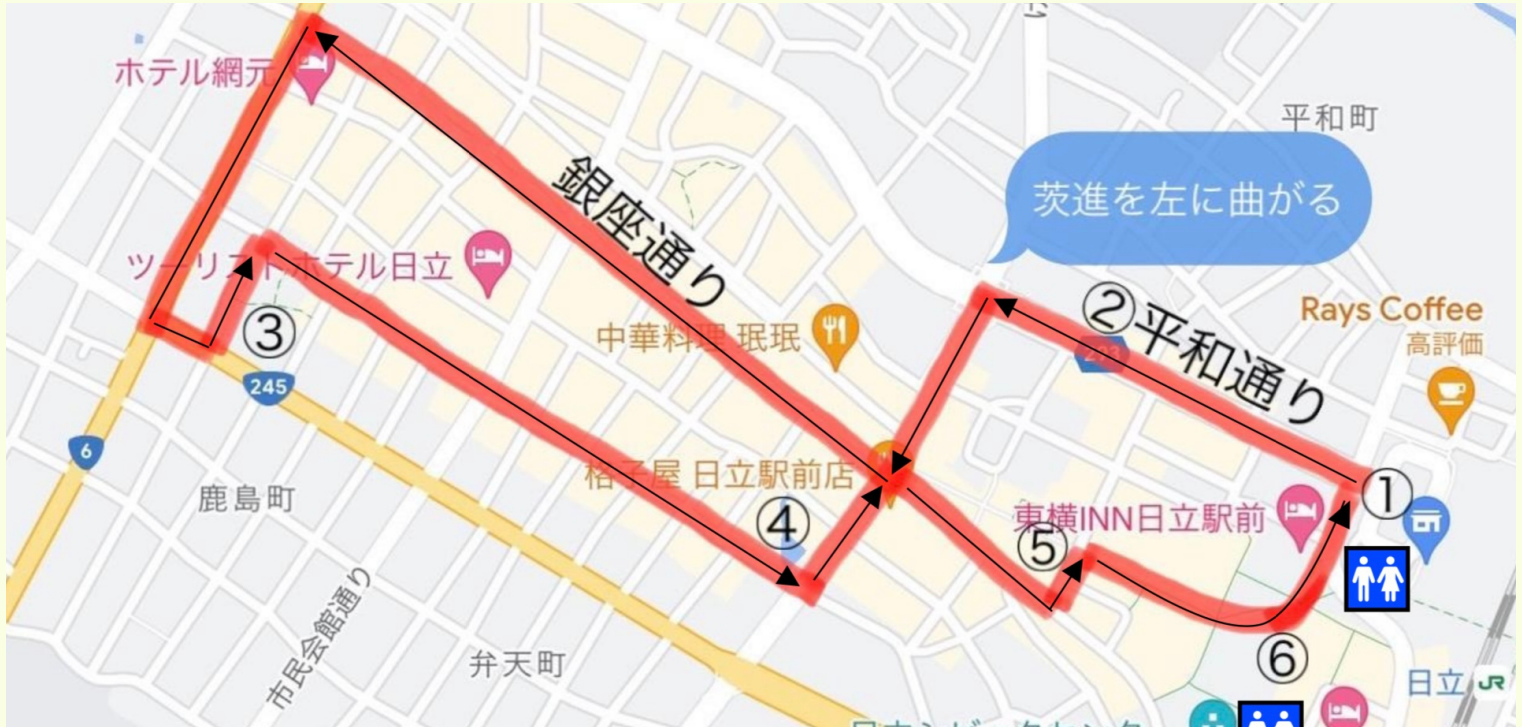 ホテル網元
平和町
茨進を左に曲がる
銀座通り
ツーリストホテル日立
②平和通り
Rays Coffee
高評価
③
中華料理 珉珉
245
6
格子屋 日立駅前店
①
鹿島町
④
東横INN日立駅前
⑤
市民会館通り
弁天町
⑥
日立
JR